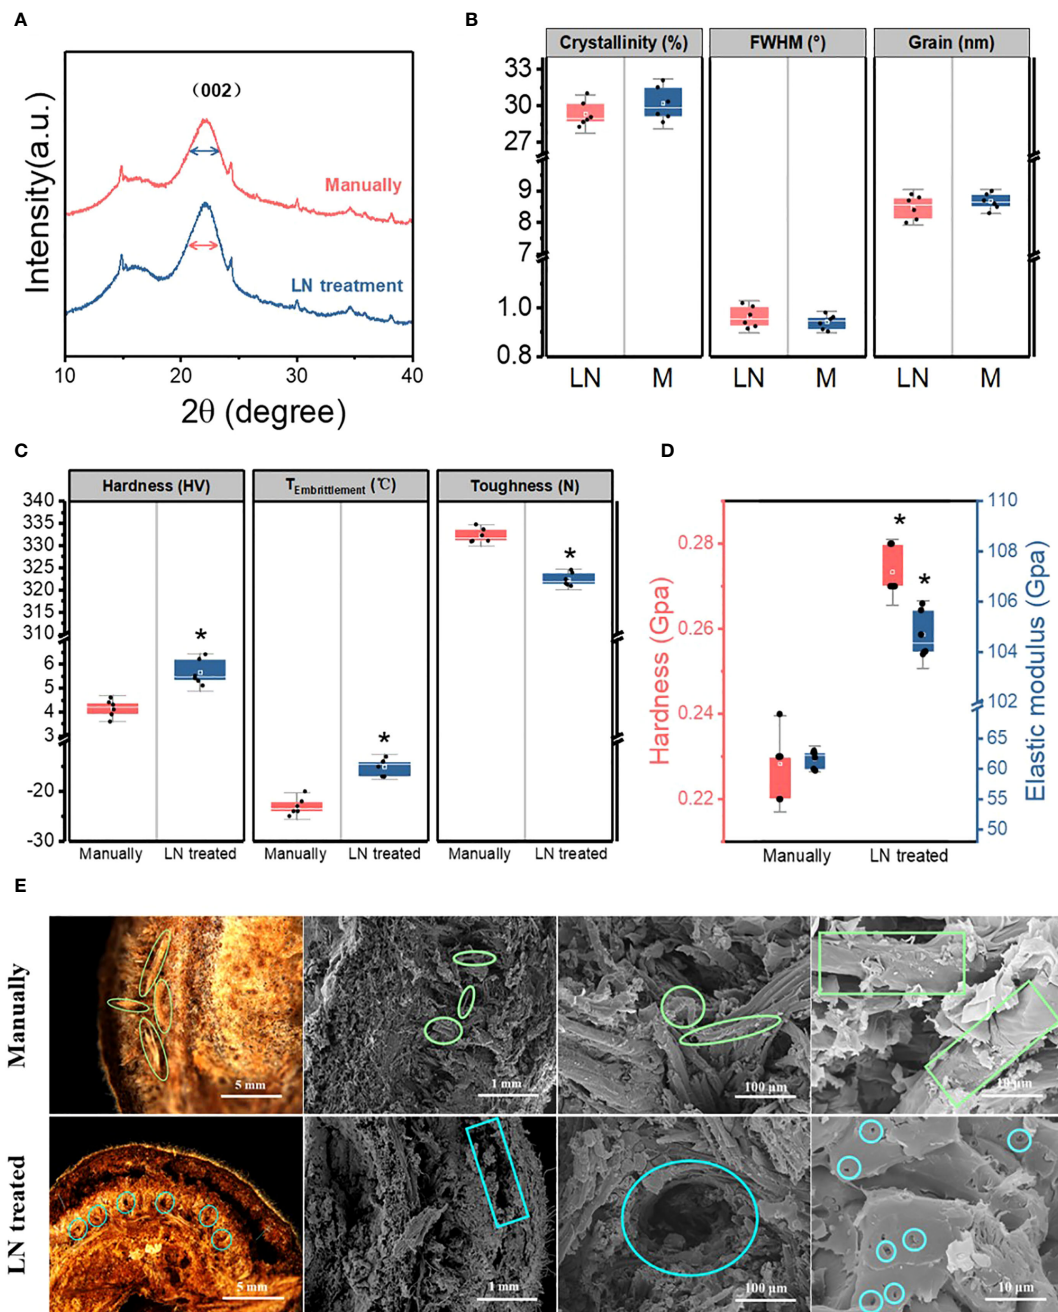 A
Intensity(a.u.)
(002)
Manually
LN treatment
10 20 30 40
2θ (degree)
B
Crystallinity (%) FWHM (°) Grain (nm)
33
30
27
9
8
7
1.0
0.8
LN M LN M LN M
C
Hardness (HV) TEmbrittlement (℃) Toughness (N)
340
335
330
325
320
315
310
6
5
4
3
-20
-30
* * *
Manually LN treated Manually LN treated Manually LN treated
D
Hardness (Gpa)
0.28
0.26
0.24
0.22
* *
110
108
106
104
102
65
60
55
50
Elastic modulus (Gpa)
Manually LN treated
E
Manually
5 mm 1 mm 100 μm 10 μm
LN treated
5 mm 1 mm 100 μm 10 μm